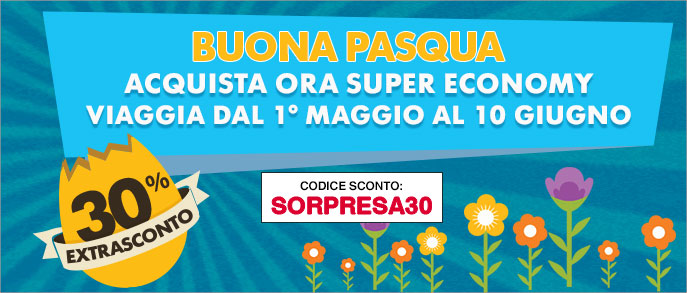 BUONA PASQUA
ACQUISTA ORA SUPER ECONOMY
VIAGGIA DAL 1° MAGGIO AL 10 GIUGNO
30%
EXTRASCONTO
CODICE SCONTO:
SORPRESA30